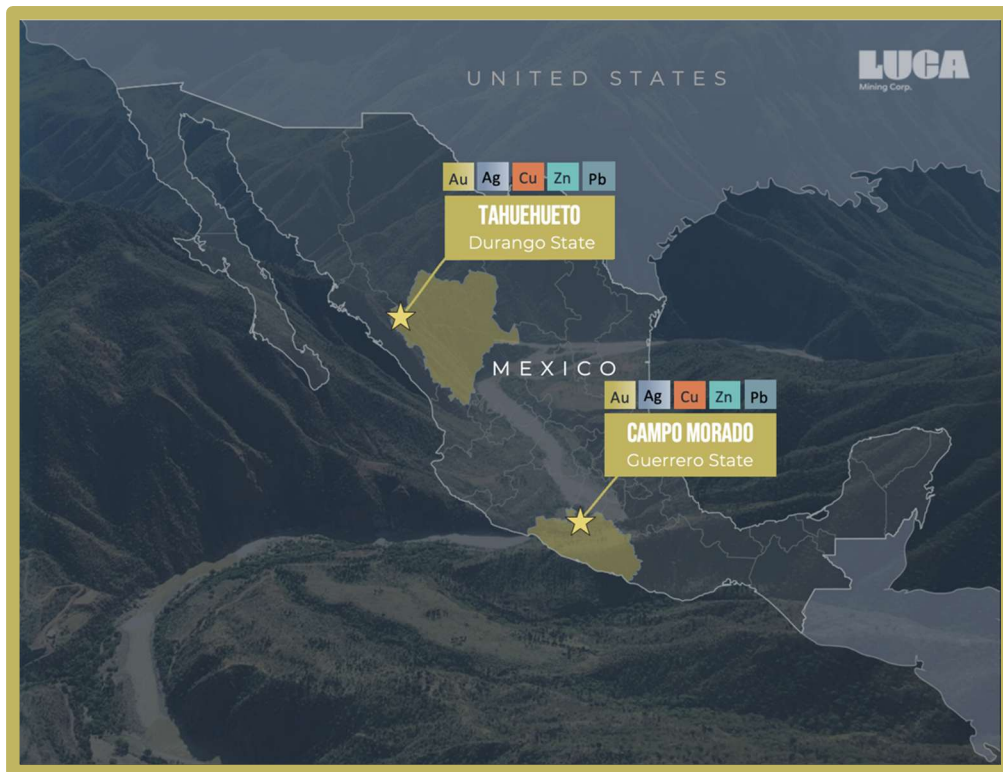 UNITED STATES
LUCA
Mining Corp.
Au Ag Cu Zn Pb
TAHUEHUETO
Durango State
MEXICO
Au Ag Cu Zn Pb
CAMPO MORADO
Guerrero State